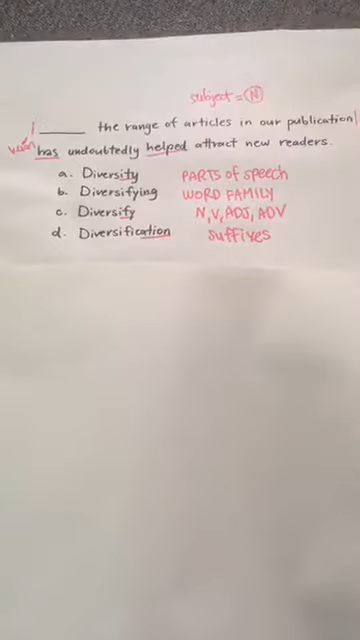 subject = N
______ the range of articles in our publication
verb has undoubtedly helped attract new readers.
a. Diversity PARTS of speech
b. Diversifying WORD FAMILY
c. Diversify N, V, ADJ, ADV
d. Diversification suffixes